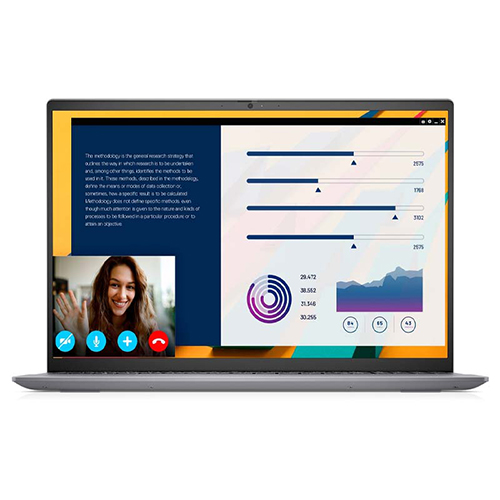 This methodology is the general research strategy that
outlines the way in which research is to be undertaken
and, among other things, identifies the methods to be
used in it. These methods, described in the methodology,
define the means or modes of data collection or,
sometimes, how a specific result is to be calculated
Methodology does not define specific methods, even
though much attention is given to the nature and kinds of
processes to be followed in a particular procedure or to
attain an objective.
2575
1768
3102
2575
29.472
38.552
31.346
30.255
84
85
43